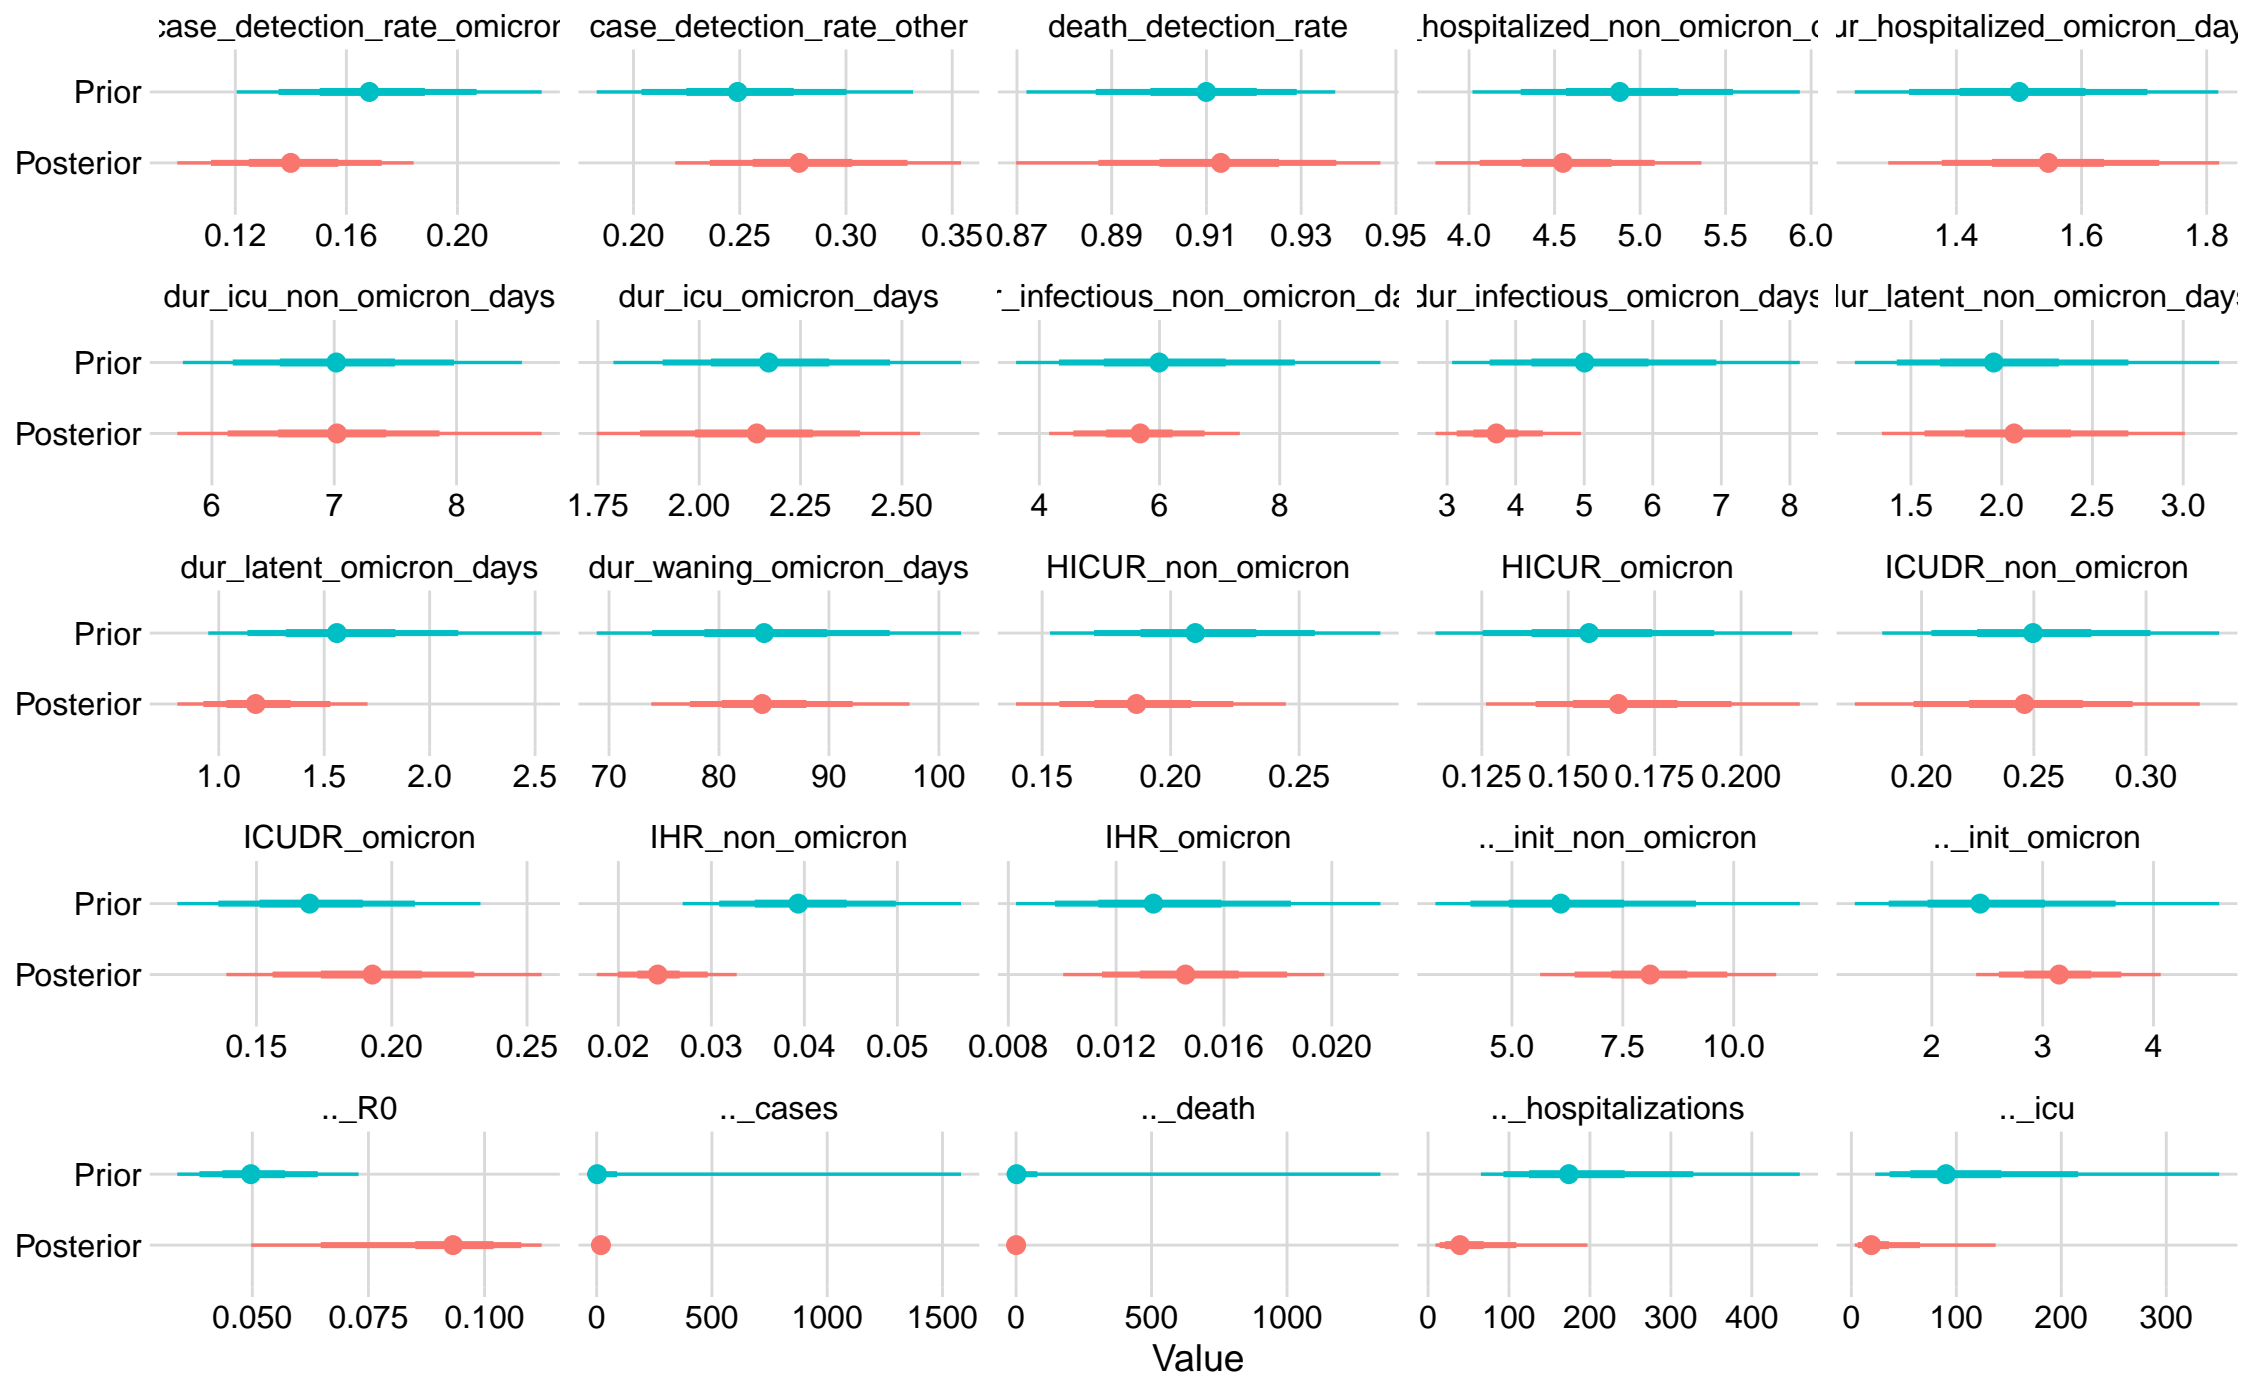 case_detection_rate_omicron case_detection_rate_other death_detection_rate _hospitalized_non_omicron_d ur_hospitalized_omicron_day
Prior
Posterior
0.12 0.16 0.20 0.20 0.25 0.30 0.35 0.87 0.89 0.91 0.93 0.95 4.0 4.5 5.0 5.5 6.0 1.4 1.6 1.8
dur_icu_non_omicron_days dur_icu_omicron_days r_infectious_non_omicron_da dur_infectious_omicron_days dur_latent_non_omicron_days
Prior
Posterior
6 7 8 1.75 2.00 2.25 2.50 4 6 8 3 4 5 6 7 8 1.5 2.0 2.5 3.0
dur_latent_omicron_days dur_waning_omicron_days HICUR_non_omicron HICUR_omicron ICUDR_non_omicron
Prior
Posterior
1.0 1.5 2.0 2.5 70 80 90 100 0.15 0.20 0.25 0.125 0.150 0.175 0.200 0.20 0.25 0.30
ICUDR_omicron IHR_non_omicron IHR_omicron .._init_non_omicron .._init_omicron
Prior
Posterior
0.15 0.20 0.25 0.02 0.03 0.04 0.05 0.008 0.012 0.016 0.020 5.0 7.5 10.0 2 3 4
.._R0 .._cases .._death .._hospitalizations .._icu
Prior
Posterior
0.050 0.075 0.100 0 500 1000 1500 0 500 1000 0 100 200 300 400 0 100 200 300
Value